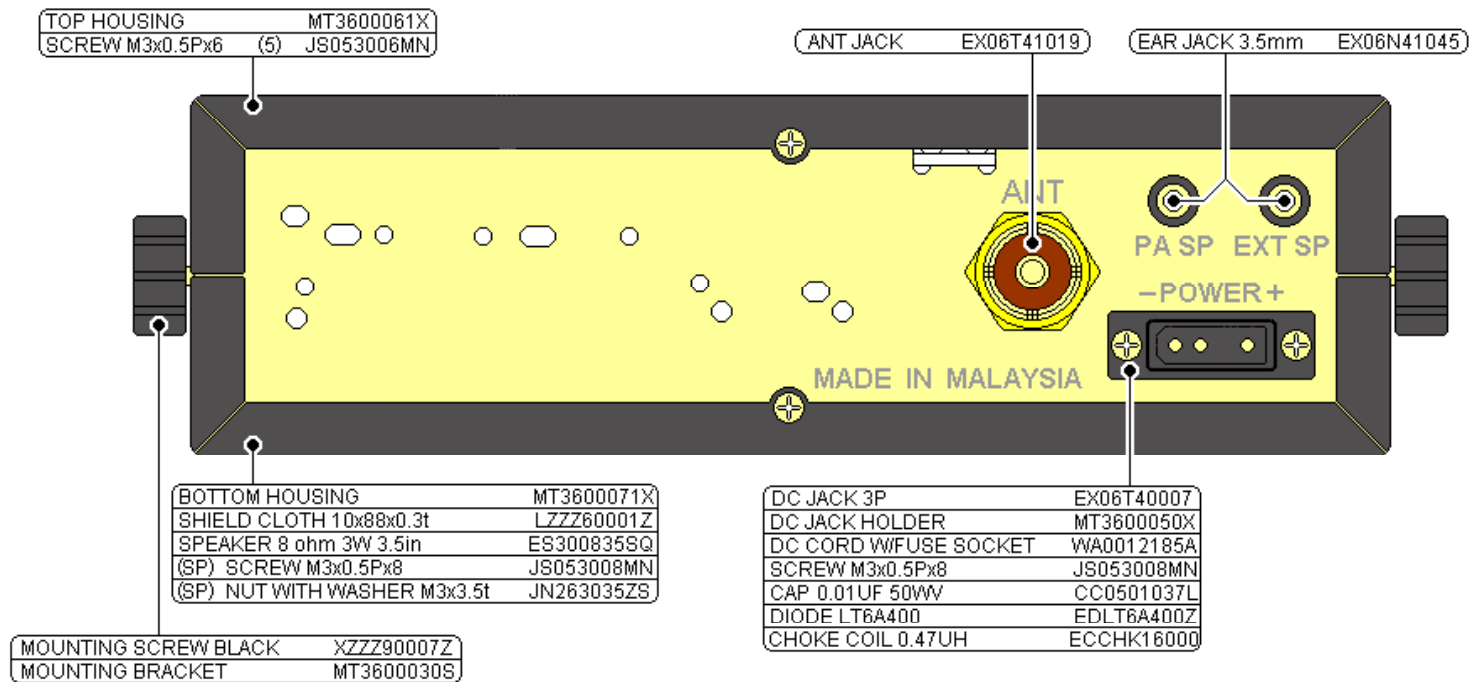 TOP HOUSING MT3600061X
SCREW M3x0.5Px6 (5) JS053006MN
ANT JACK EX06T41019
EAR JACK 3.5mm EX06N41045
ANT
PA SP EXT SP
−POWER+
MADE IN MALAYSIA
BOTTOM HOUSING MT3600071X
SHIELD CLOTH 10x88x0.3t LZZZ60001Z
SPEAKER 8 ohm 3W 3.5in ES300835SQ
(SP) SCREW M3x0.5Px8 JS053008MN
(SP) NUT WITH WASHER M3x3.5t JN263035ZS
DC JACK 3P EX06T40007
DC JACK HOLDER MT3600050X
DC CORD W/FUSE SOCKET WA0012185A
SCREW M3x0.5Px8 JS053008MN
CAP 0.01UF 50WV CC0501037L
DIODE LT6A400 EDLT6A400Z
CHOKE COIL 0.47UH ECCHK16000
MOUNTING SCREW BLACK XZZZ90007Z
MOUNTING BRACKET MT3600030S